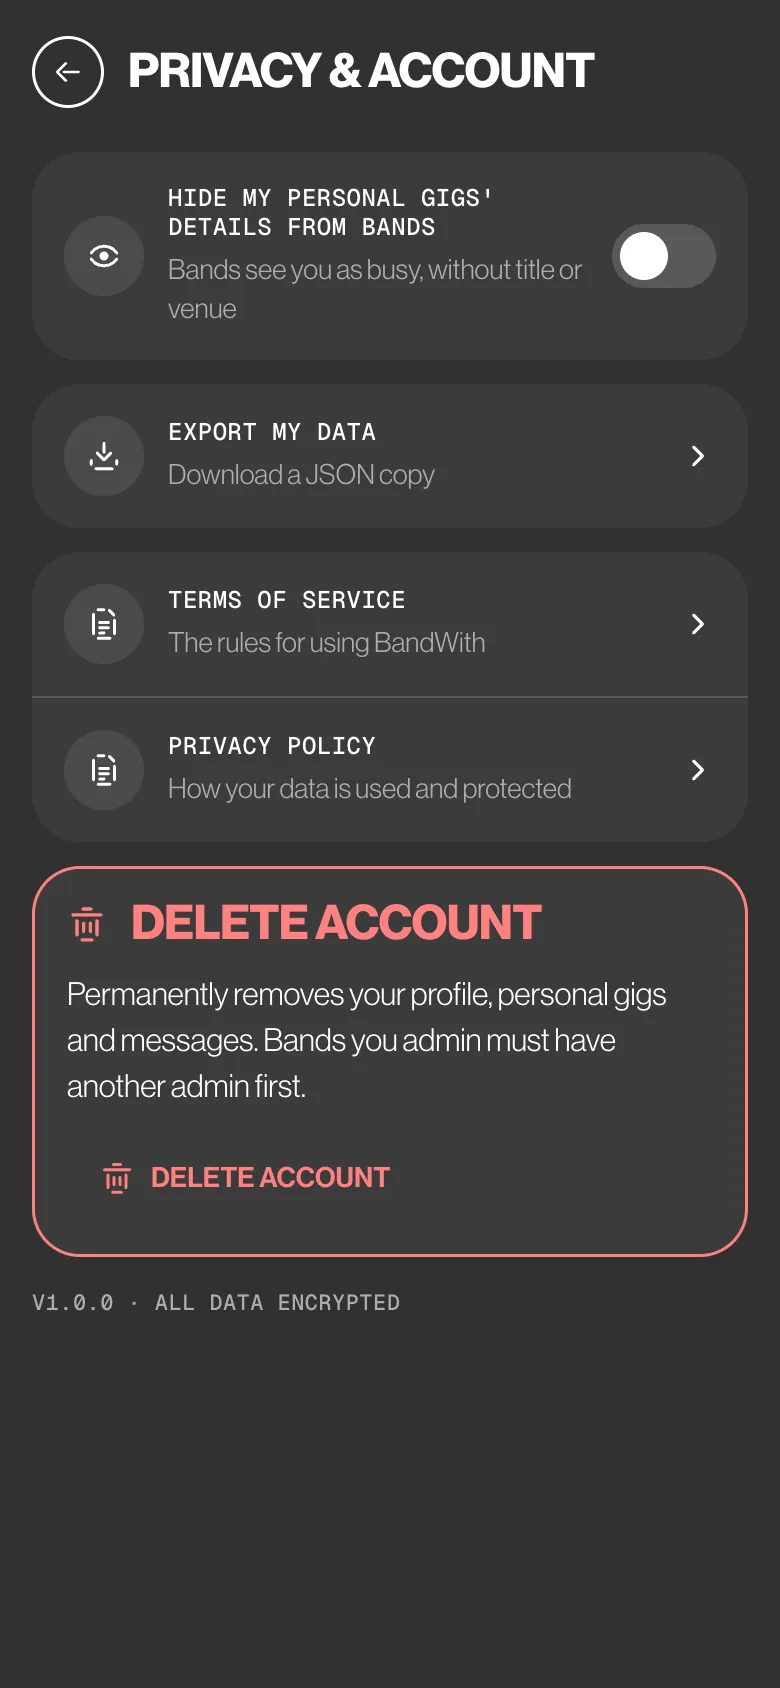 PRIVACY & ACCOUNT
HIDE MY PERSONAL GIGS'
DETAILS FROM BANDS
Bands see you as busy, without title or
venue
EXPORT MY DATA
Download a JSON copy
TERMS OF SERVICE
The rules for using BandWith
PRIVACY POLICY
How your data is used and protected
DELETE ACCOUNT
Permanently removes your profile, personal gigs
and messages. Bands you admin must have
another admin first.
DELETE ACCOUNT
V1.0.0 · ALL DATA ENCRYPTED